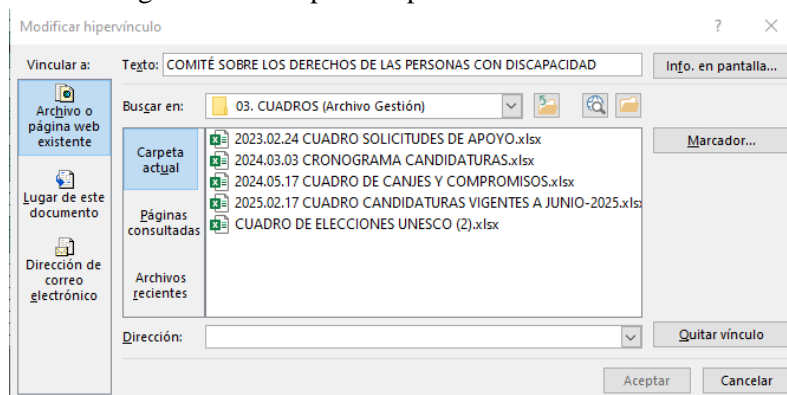 Modificar hipervínculo
?
Vincular a:
Texto: COMITÉ SOBRE LOS DERECHOS DE LAS PERSONAS CON DISCAPACIDAD
Info. en pantalla...
Archivo o
página web
existente
Lugar de este
documento
Dirección de
correo
electrónico
Buscar en:
03. CUADROS (Archivo Gestión)
Carpeta
actual
Páginas
consultadas
Archivos
recientes
2023.02.24 CUADRO SOLICITUDES DE APOYO.xlsx
2024.03.03 CRONOGRAMA CANDIDATURAS.xlsx
2024.05.17 CUADRO DE CANJES Y COMPROMISOS.xlsx
2025.02.17 CUADRO CANDIDATURAS VIGENTES A JUNIO-2025.xls
CUADRO DE ELECCIONES UNESCO (2).xlsx
Marcador...
Dirección:
Quitar vínculo
Aceptar
Cancelar